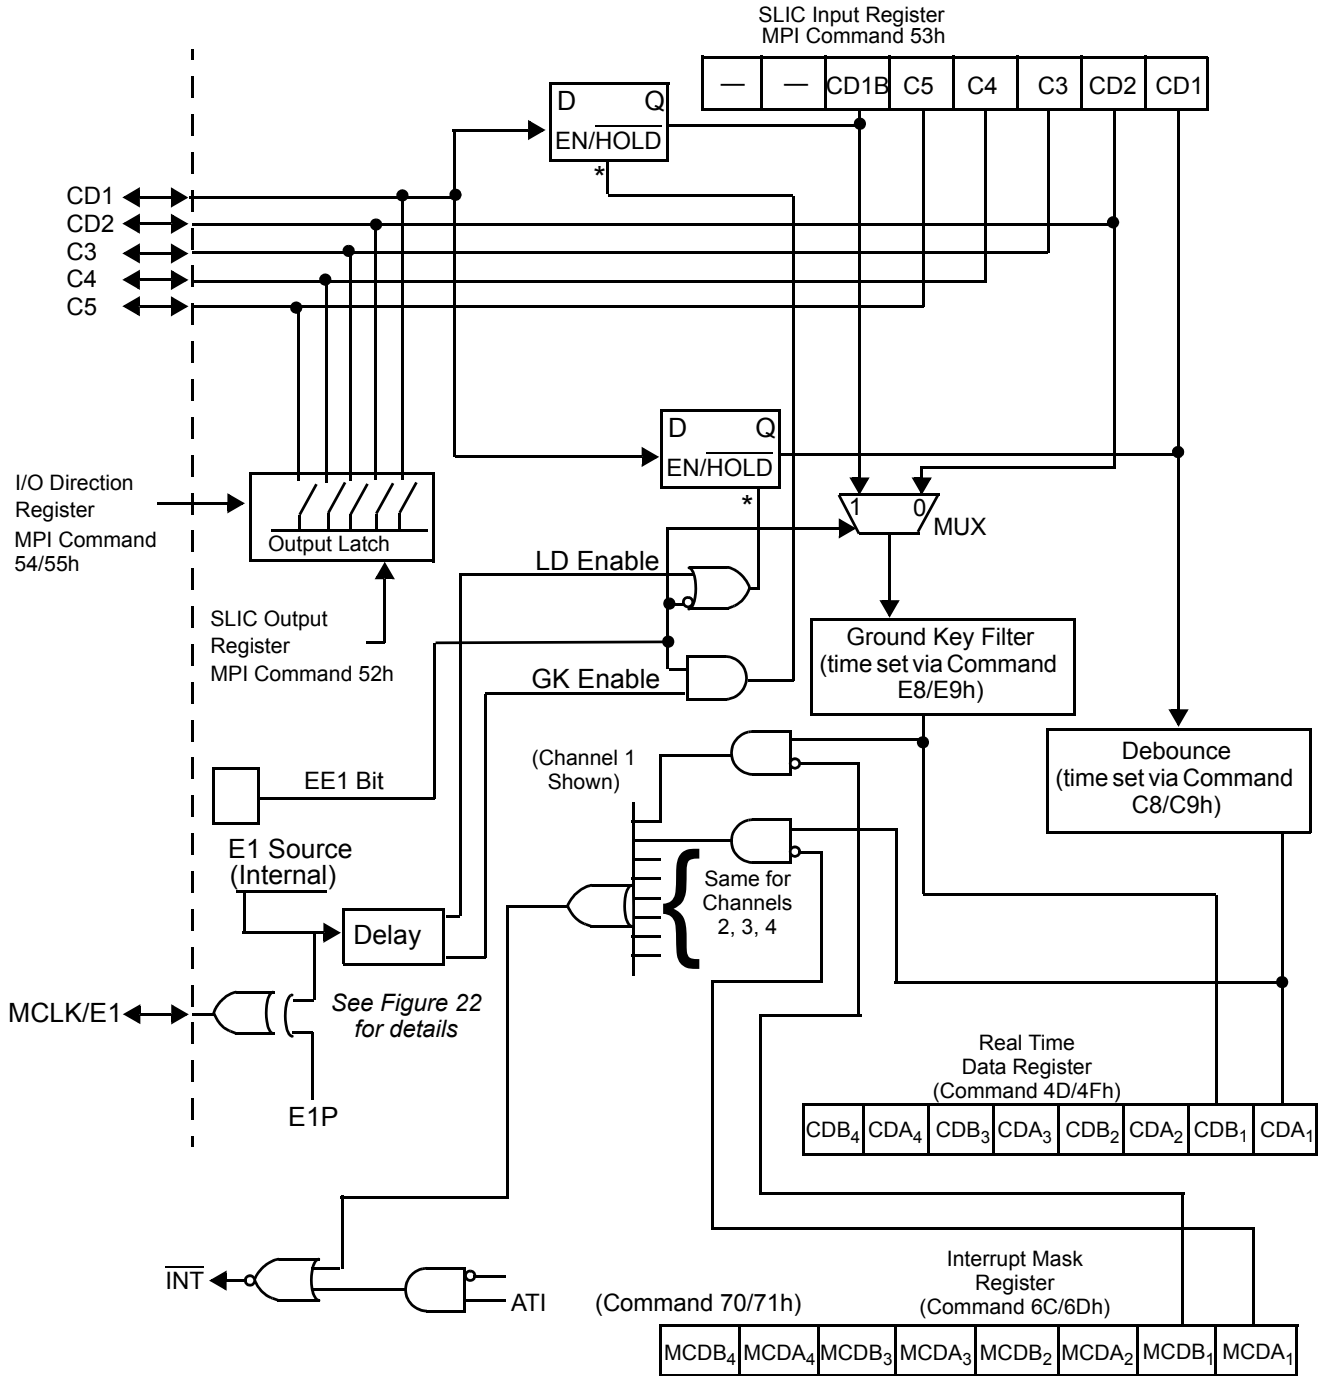 SLIC Input Register
MPI Command 53h
— — CD1B C5 C4 C3 CD2 CD1
D Q
EN/HOLD
*
CD1
CD2
C3
C4
C5
D Q
EN/HOLD
*
I/O Direction
Register
MPI Command
54/55h
Output Latch
1 0
MUX
LD Enable
SLIC Output
Register
MPI Command 52h
GK Enable
Ground Key Filter
(time set via Command
E8/E9h)
(Channel 1
Shown)
Debounce
(time set via Command
C8/C9h)
EE1 Bit
E1 Source
(Internal)
Same for
Channels
2, 3, 4
Delay
See Figure 22
for details
MCLK/E1
E1P
Real Time
Data Register
(Command 4D/4Fh)
CDB4 CDA4 CDB3 CDA3 CDB2 CDA2 CDB1 CDA1
INT
ATI
(Command 70/71h)
Interrupt Mask
Register
(Command 6C/6Dh)
MCDB4 MCDA4 MCDB3 MCDA3 MCDB2 MCDA2 MCDB1 MCDA1